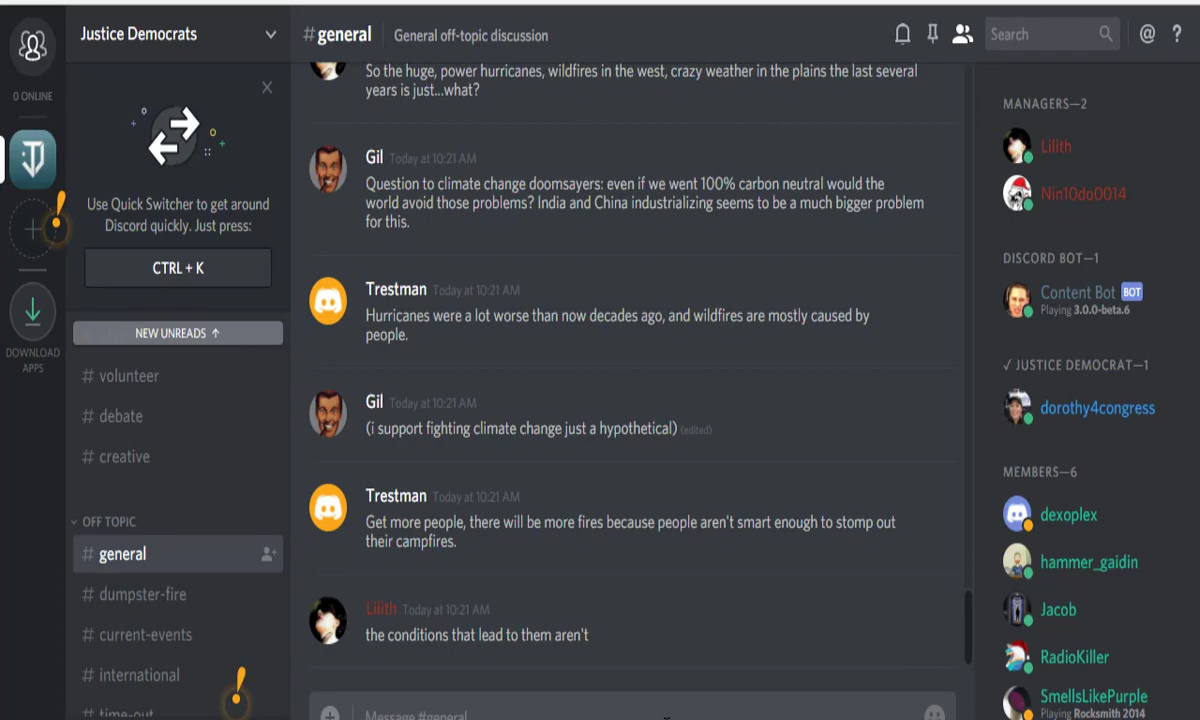 0 ONLINE
DOWNLOAD
APPS
Justice Democrats
Use Quick Switcher to get around
Discord quickly. Just press:
CTRL + K
NEW UNREADS ↑
# volunteer
# debate
# creative
OFF TOPIC
# general
# dumpster-fire
# current-events
# international
# time-out
# general
General off-topic discussion
Search
@
?
So the huge, power hurricanes, wildfires in the west, crazy weather in the plains the last several
years is just...what?
Gil Today at 10:21 AM
Question to climate change doomsayers: even if we went 100% carbon neutral would the
world avoid those problems? India and China industrializing seems to be a much bigger problem
for this.
Trestman Today at 10:21 AM
Hurricanes were a lot worse than now decades ago, and wildfires are mostly caused by
people.
Gil Today at 10:21 AM
(i support fighting climate change just a hypothetical) (edited)
Trestman Today at 10:21 AM
Get more people, there will be more fires because people aren't smart enough to stomp out
their campfires.
Lilith Today at 10:21 AM
the conditions that lead to them aren't
Message #general
MANAGERS—2
Lilith
Nin10do0014
DISCORD BOT—1
Content Bot BOT
Playing 3.0.0-beta.6
✓ JUSTICE DEMOCRAT—1
dorothy4congress
MEMBERS—6
dexoplex
hammer_gaidin
Jacob
RadioKiller
SmellsLikePurple
Playing Rocksmith 2014